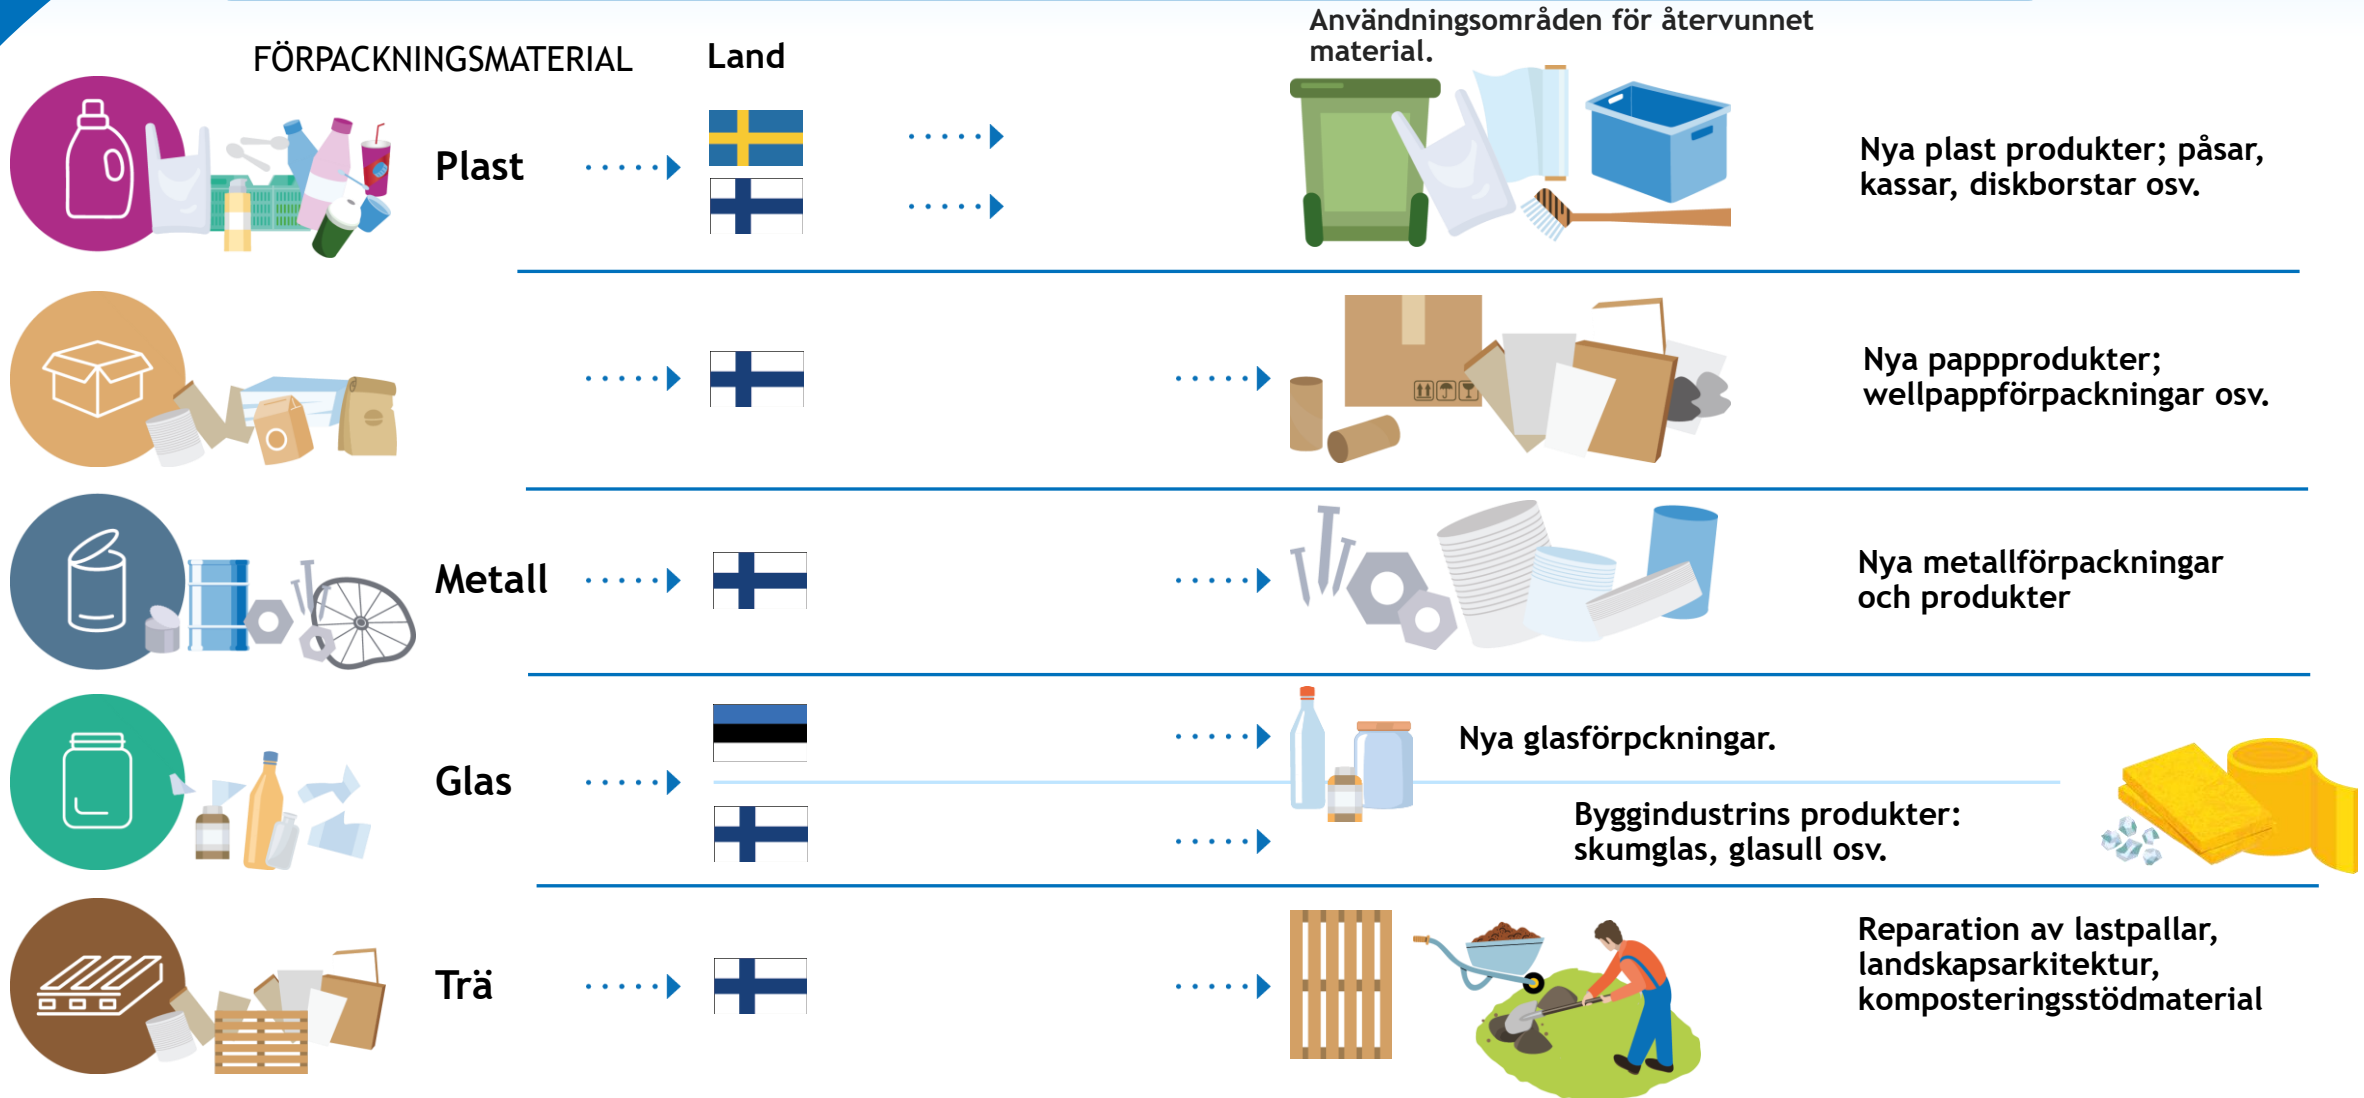 FÖRPACKNINGSMATERIAL
Land
Användningsområden för återvunnet
material.
Plast
Nya plast produkter; påsar,
kassar, diskborstar osv.
Nya pappprodukter;
wellpappförpackningar osv.
Metall
Nya metallförpackningar
och produkter
Glas
Nya glasförpckningar.
Byggindustrins produkter:
skumglas, glasull osv.
Trä
Reparation av lastpallar,
landskapsarkitektur,
komposteringsstödmaterial